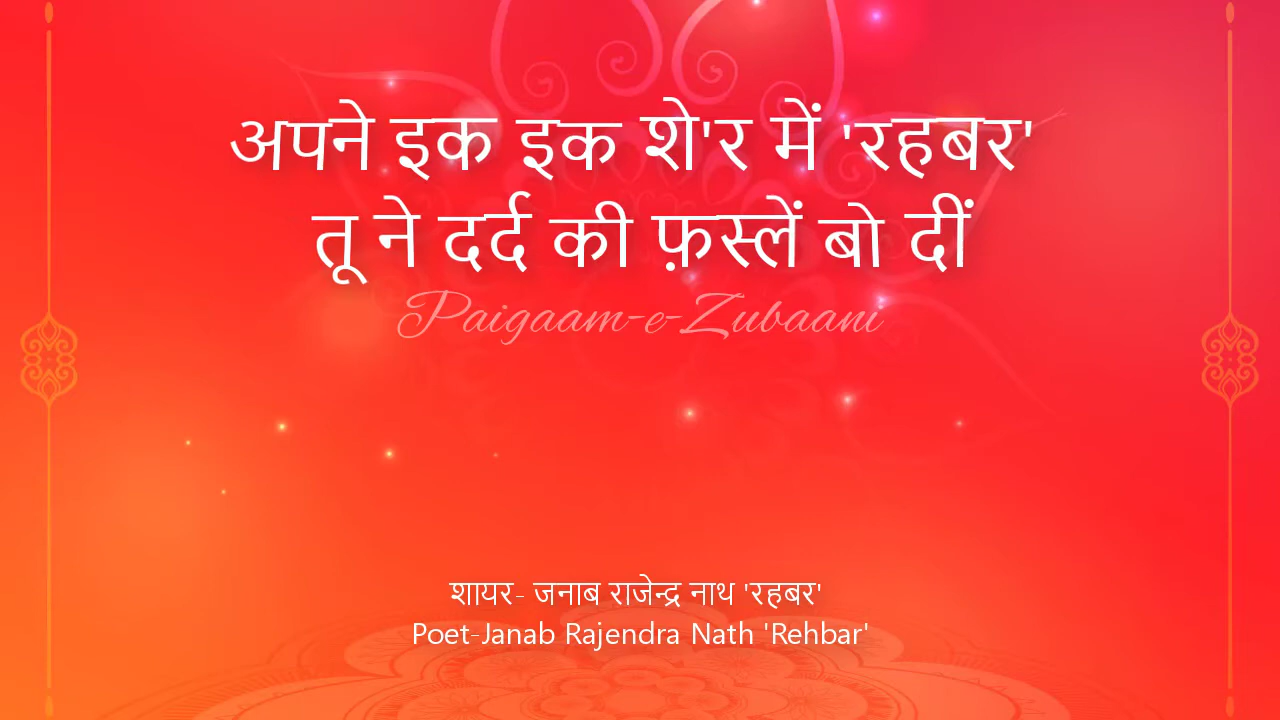 अपने इक इक शे'र में 'रहबर'
तू ने दर्द की फ़स्लें बो दीं
Paigaam-e-Zubaani
शायर- जनाब राजेन्द्र नाथ 'रहबर'
Poet-Janab Rajendra Nath 'Rehbar'